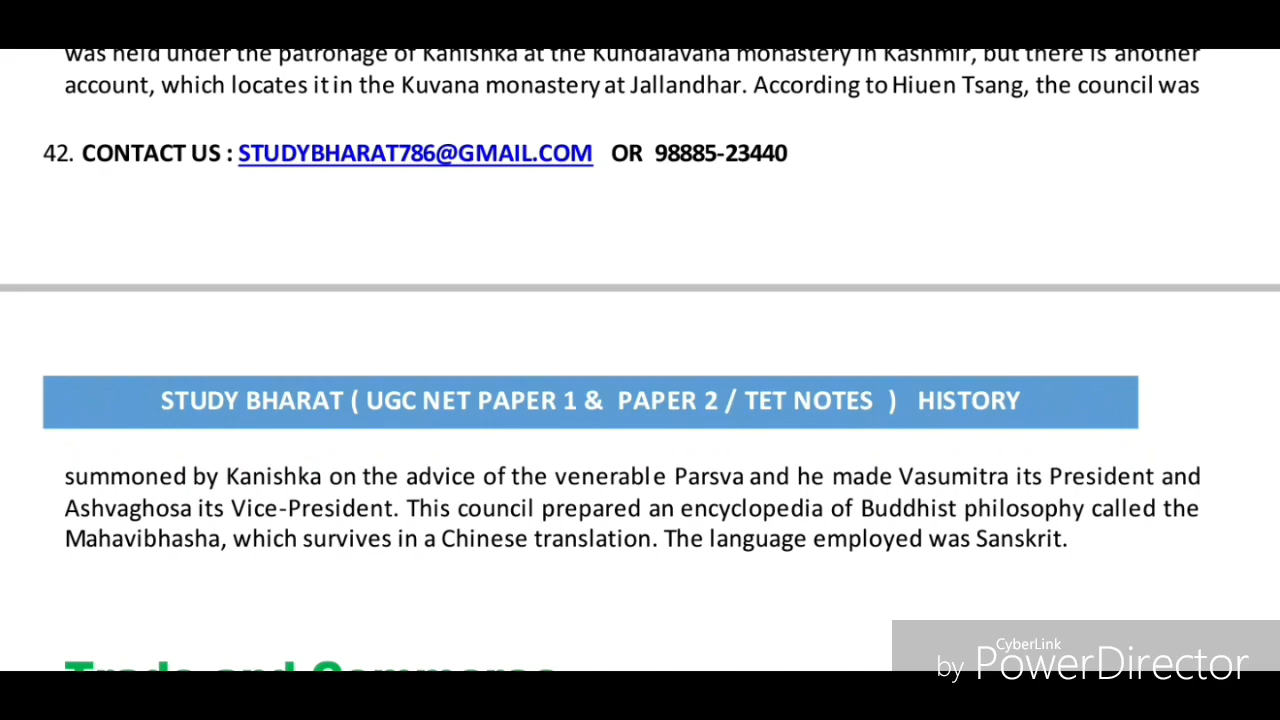 was held under the patronage of Kanishka at the Kundalavana monastery in Kashmir, but there is another
account, which locates it in the Kuvana monastery at Jallandhar. According to Hiuen Tsang, the council was
42. CONTACT US : STUDYBHARAT786@GMAIL.COM OR 98885-23440
STUDY BHARAT ( UGC NET PAPER 1 & PAPER 2 / TET NOTES ) HISTORY
summoned by Kanishka on the advice of the venerable Parsva and he made Vasumitra its President and
Ashvaghosa its Vice-President. This council prepared an encyclopedia of Buddhist philosophy called the
Mahavibhasha, which survives in a Chinese translation. The language employed was Sanskrit.
Trade and Commerce
CyberLink
by PowerDirector